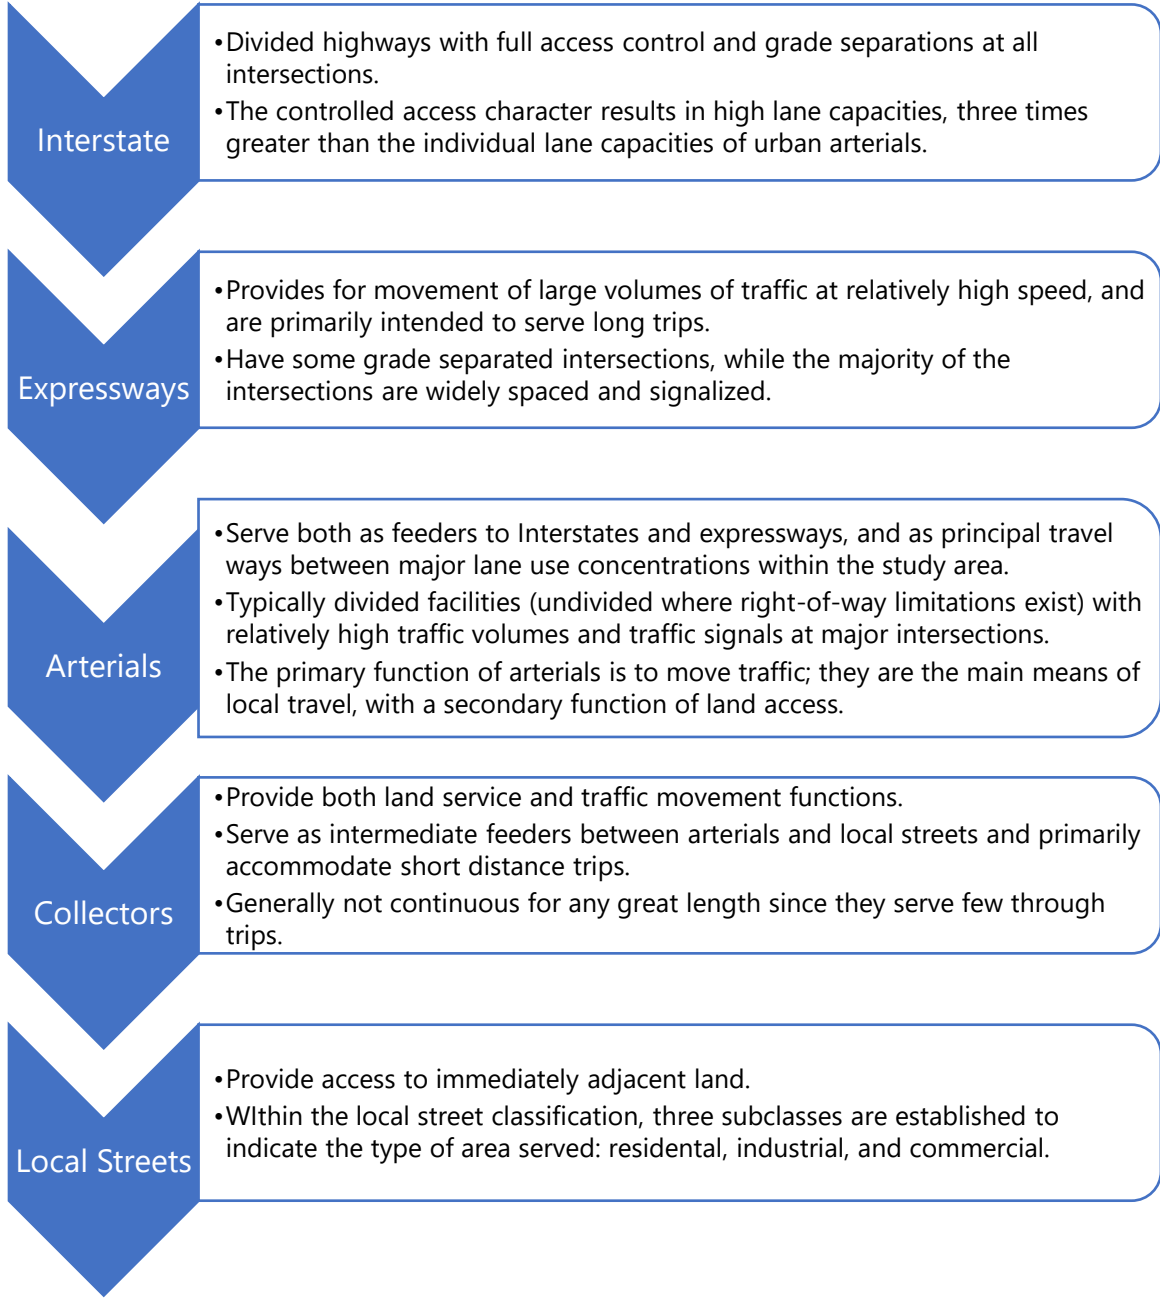 Interstate
•Divided highways with full access control and grade separations at all
intersections.
•The controlled access character results in high lane capacities, three times
greater than the individual lane capacities of urban arterials.
Expressways
•Provides for movement of large volumes of traffic at relatively high speed, and
are primarily intended to serve long trips.
•Have some grade separated intersections, while the majority of the
intersections are widely spaced and signalized.
Arterials
•Serve both as feeders to Interstates and expressways, and as principal travel
ways between major lane use concentrations within the study area.
•Typically divided facilities (undivided where right-of-way limitations exist) with
relatively high traffic volumes and traffic signals at major intersections.
•The primary function of arterials is to move traffic; they are the main means of
local travel, with a secondary function of land access.
Collectors
•Provide both land service and traffic movement functions.
•Serve as intermediate feeders between arterials and local streets and primarily
accommodate short distance trips.
•Generally not continuous for any great length since they serve few through
trips.
Local Streets
•Provide access to immediately adjacent land.
•WIthin the local street classification, three subclasses are established to
indicate the type of area served: residental, industrial, and commercial.